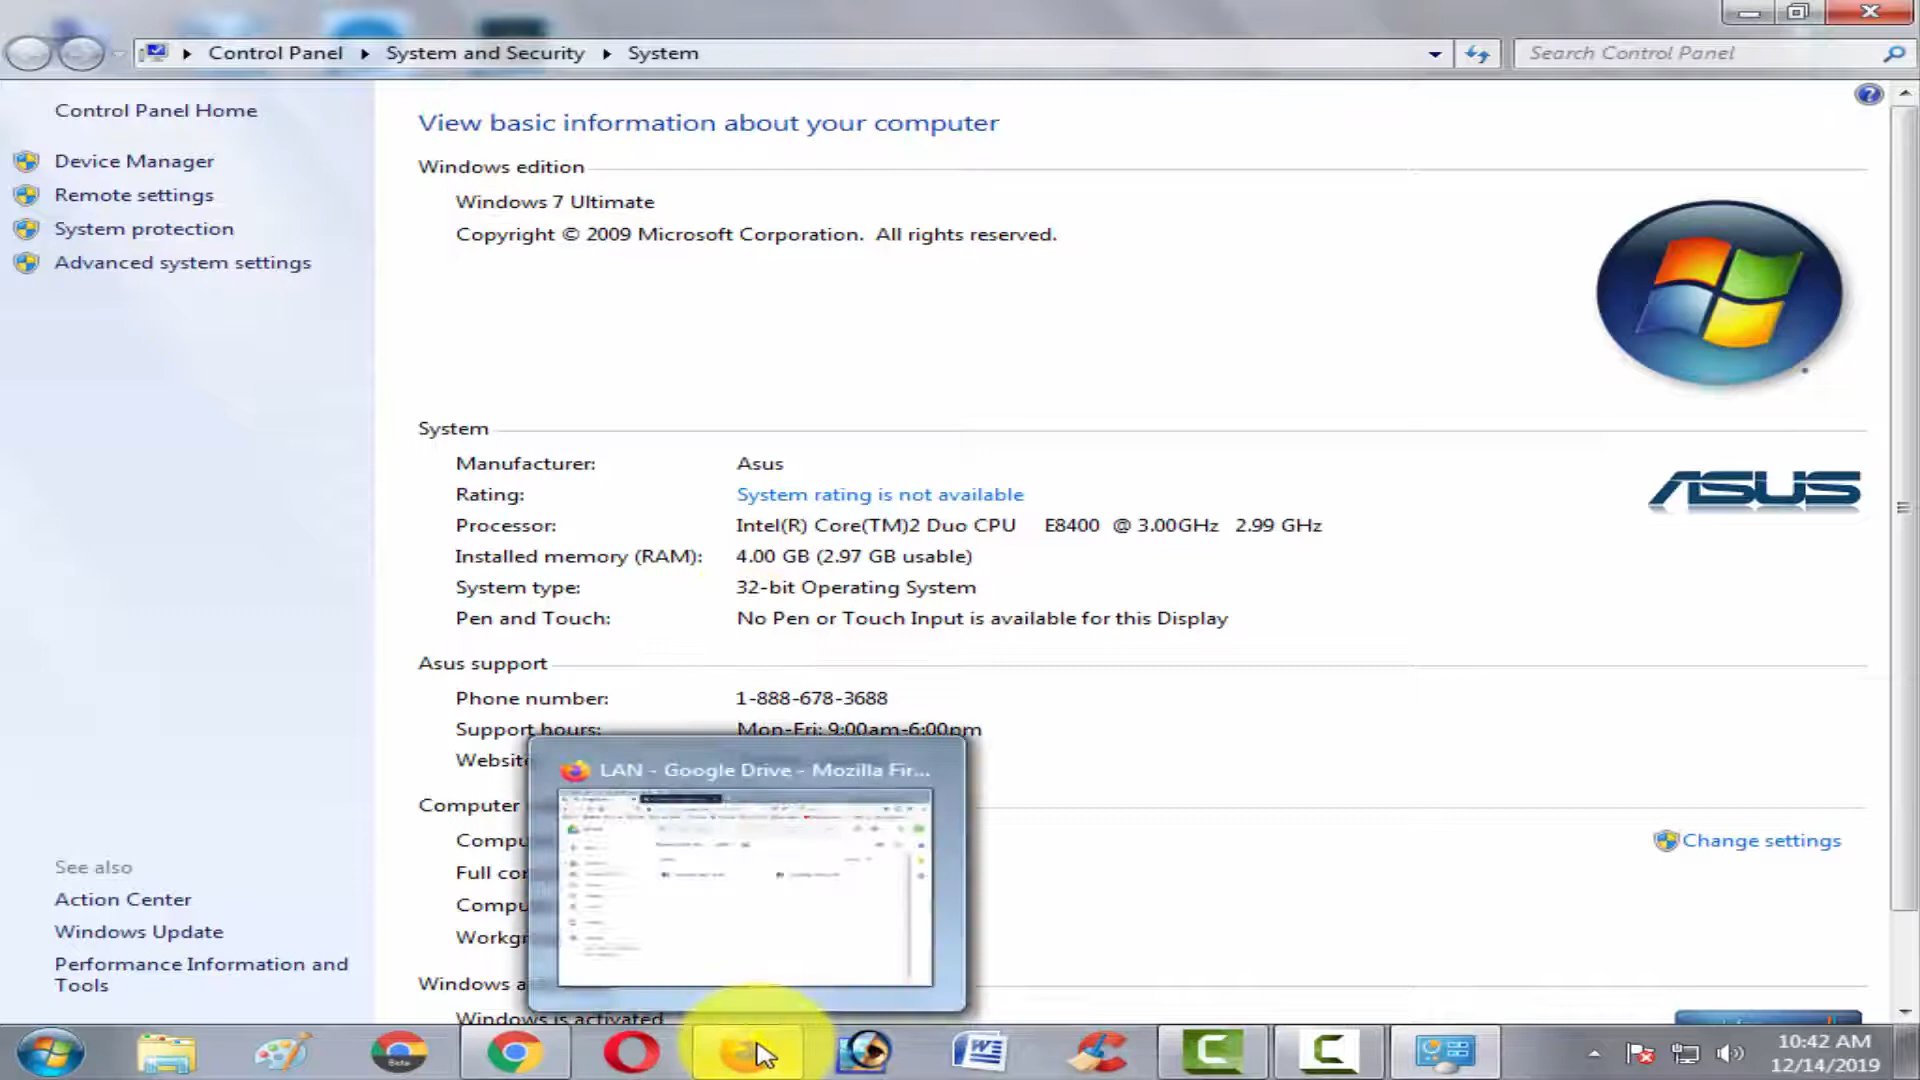 Control Panel
System and Security
System
Search Control Panel
Control Panel Home
Device Manager
Remote settings
System protection
Advanced system settings
View basic information about your computer
Windows edition
Windows 7 Ultimate
Copyright © 2009 Microsoft Corporation.  All rights reserved.
System
Manufacturer: Asus
Rating: System rating is not available
Processor: Intel(R) Core(TM)2 Duo CPU E8400 @ 3.00GHz 2.99 GHz
Installed memory (RAM): 4.00 GB (2.97 GB usable)
System type: 32-bit Operating System
Pen and Touch: No Pen or Touch Input is available for this Display
ASUS
Asus support
Phone number: 1-888-678-3688
Support hours: Mon-Fri: 9:00am-6:00pm
LAN - Google Drive - Mozilla Fir...
Computer
Full
Change settings
See also
Action Center
Windows Update
Performance Information and
Tools
Windows
Windows is activated
Beta
10:42 AM
12/14/2019